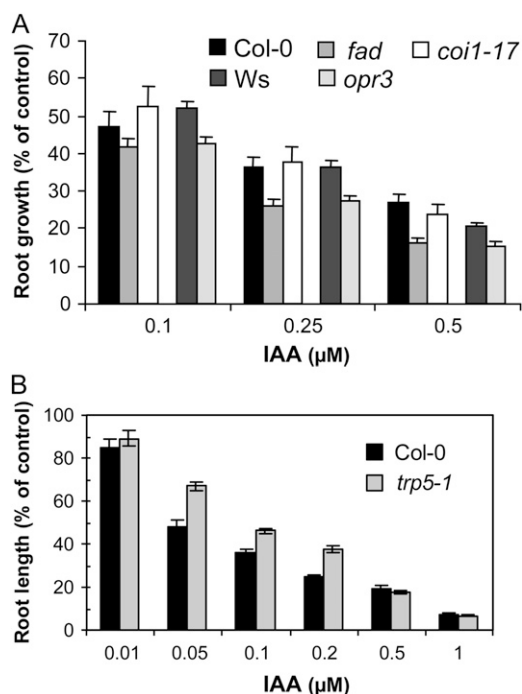 A
Col-0 fad coi1-17
Ws opr3
Root growth (% of control)
70
60
50
40
30
20
10
0
0.1 0.25 0.5
IAA (µM)
B
Col-0
trp5-1
Root length (% of control)
100
80
60
40
20
0
0.01 0.05 0.1 0.2 0.5 1
IAA (µM)